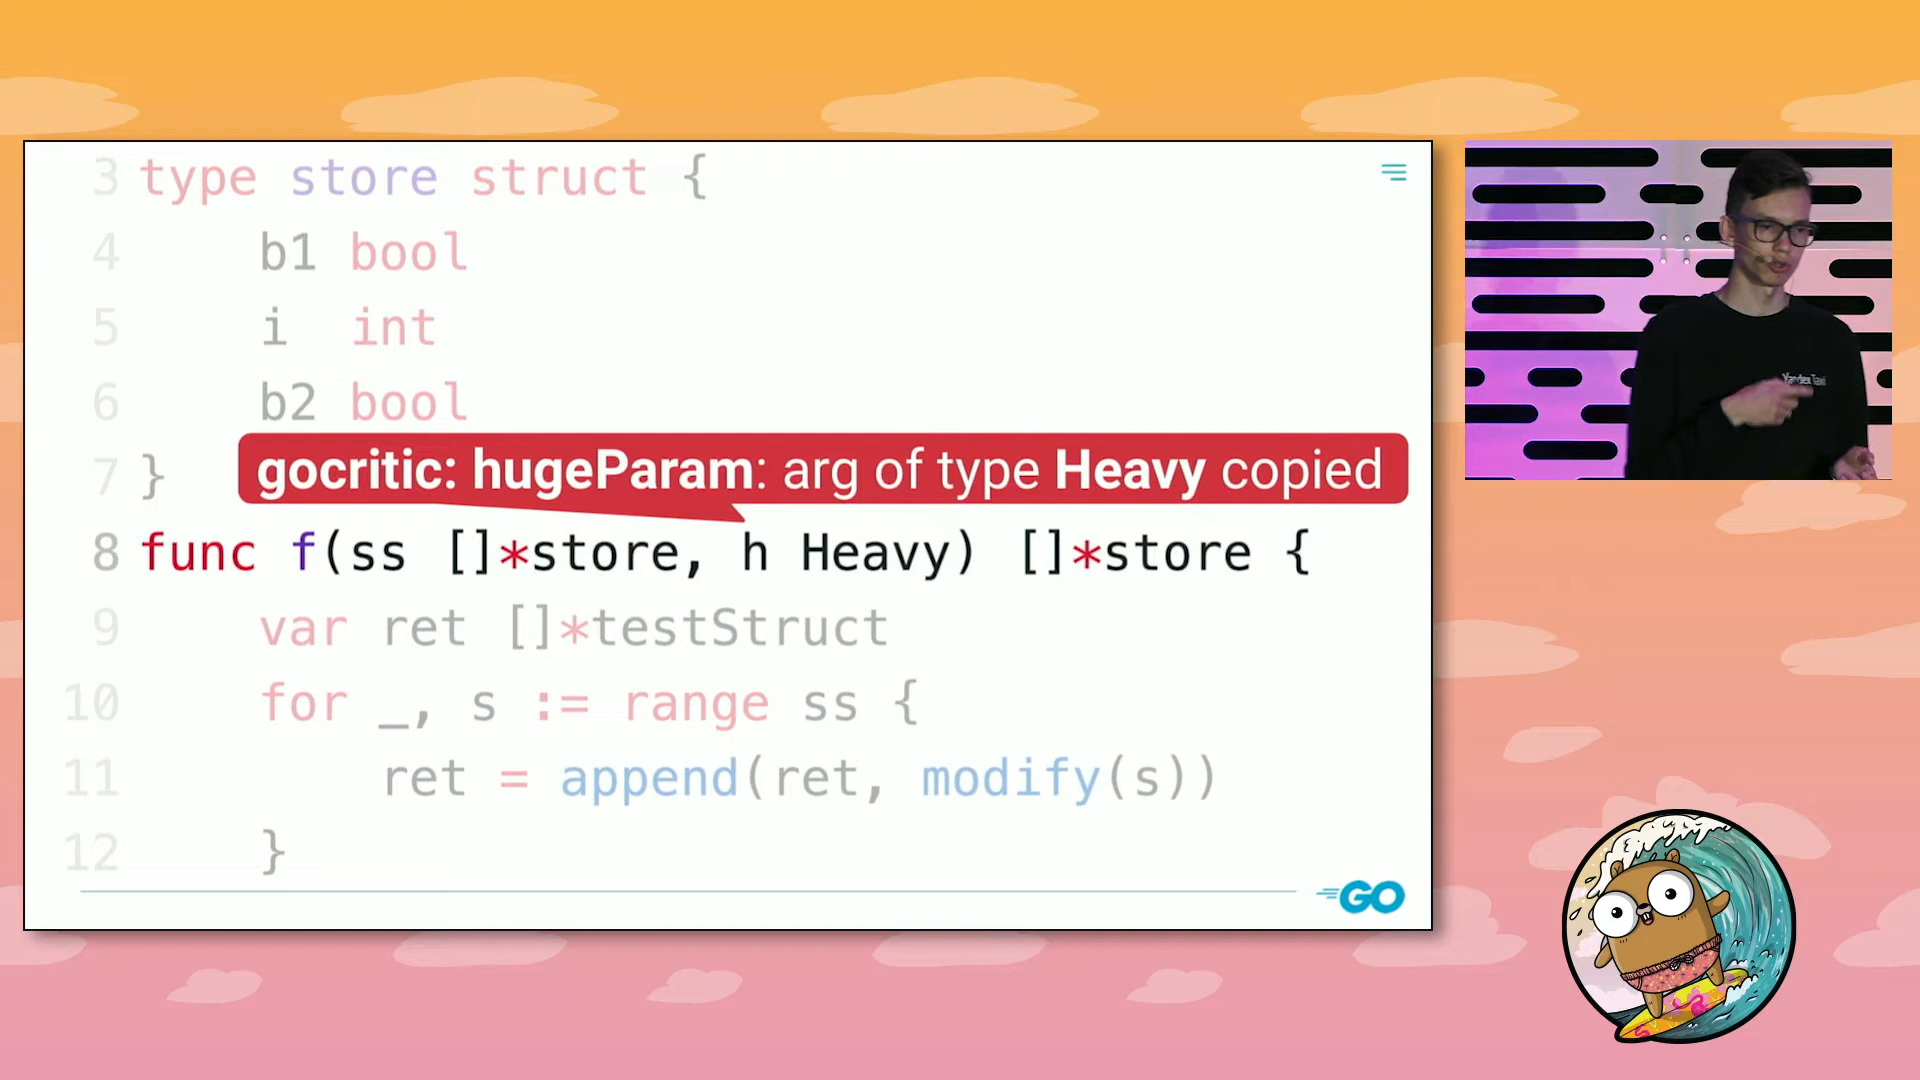 3 type store struct {
4 b1 bool
5 i int
6 b2 bool
7 }
gocritic: hugeParam: arg of type Heavy copied
8 func f(ss []*store, h Heavy) []*store {
9 var ret []*testStruct
10 for _, s := range ss {
11 ret = append(ret, modify(s))
12 }
GO
Yandex Taxi